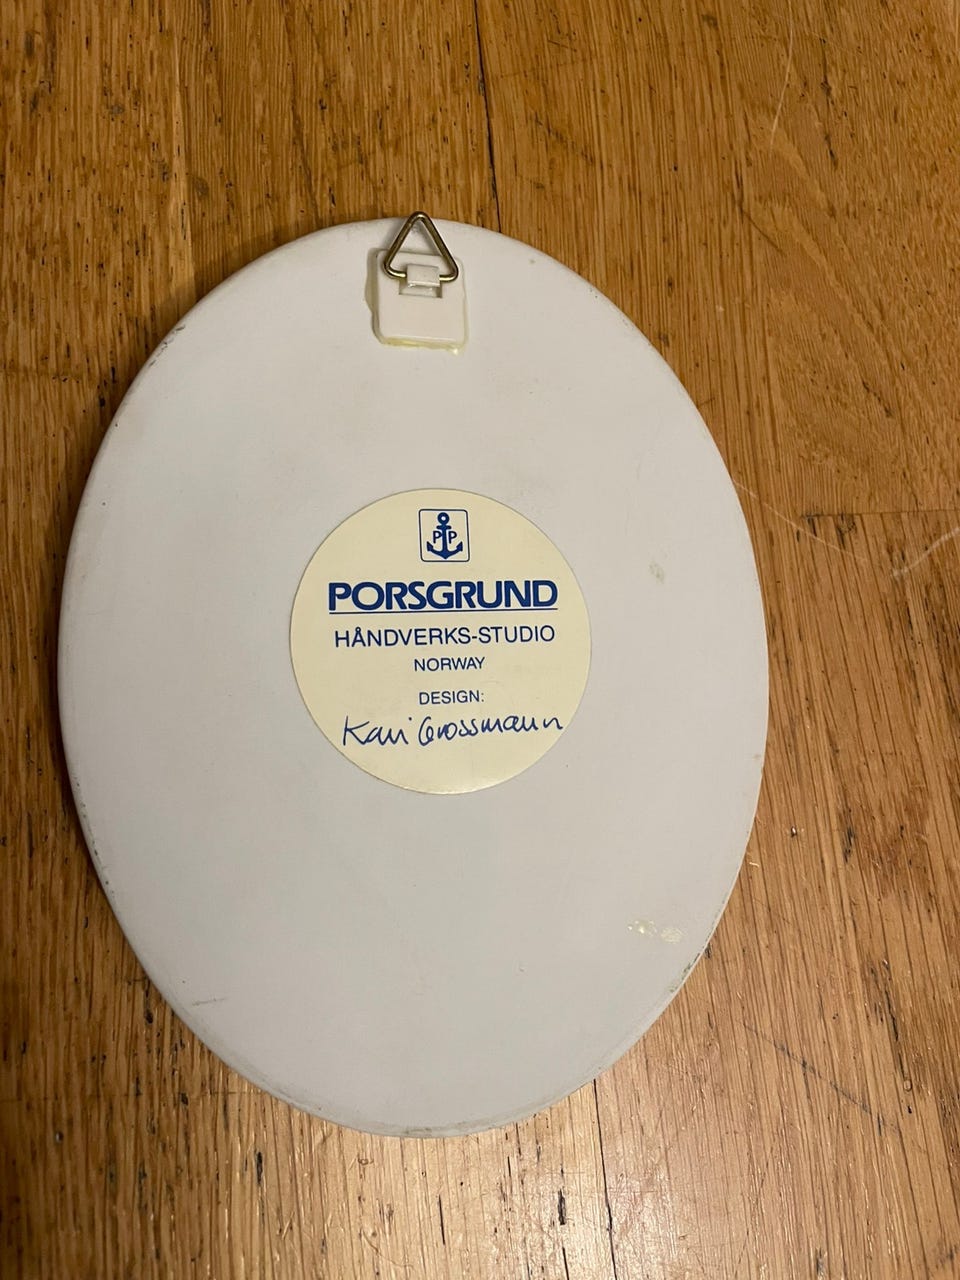 P P
PORSGRUND
HÅNDVERKS-STUDIO
NORWAY
DESIGN:
Kari Grossmann